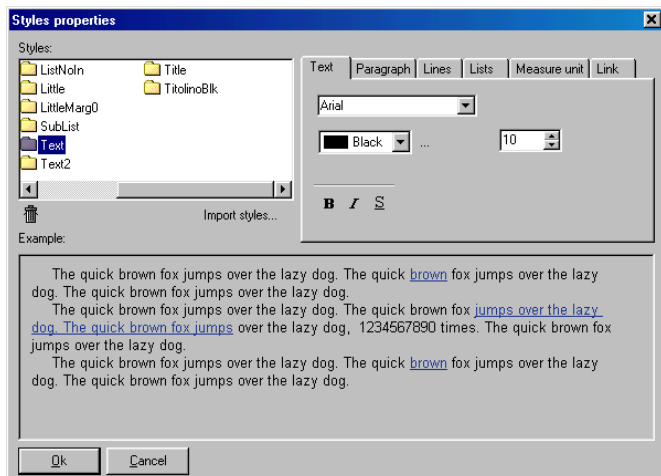 Styles properties
Styles:
ListNoIn
Little
LittleMarg0
SubList
Text
Text2
Title
TitolinoBlk
Import styles...
Text Paragraph Lines Lists Measure unit Link
Arial
Black ... 10
B I S
Example:
The quick brown fox jumps over the lazy dog. The quick brown fox jumps over the lazy
dog. The quick brown fox jumps over the lazy dog.
The quick brown fox jumps over the lazy dog. The quick brown fox jumps over the lazy
dog. The quick brown fox jumps over the lazy dog, 1234567890 times. The quick brown fox
jumps over the lazy dog.
The quick brown fox jumps over the lazy dog. The quick brown fox jumps over the lazy
dog. The quick brown fox jumps over the lazy dog.
Ok Cancel